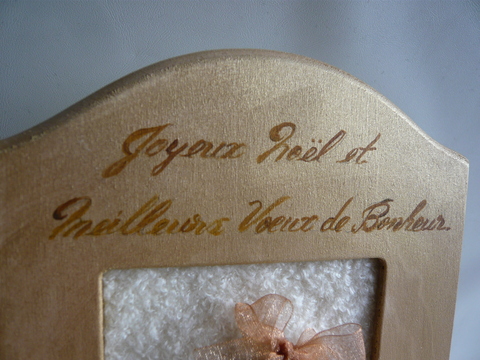 Joyeux Noël et
Meilleurs Voeux de Bonheur.